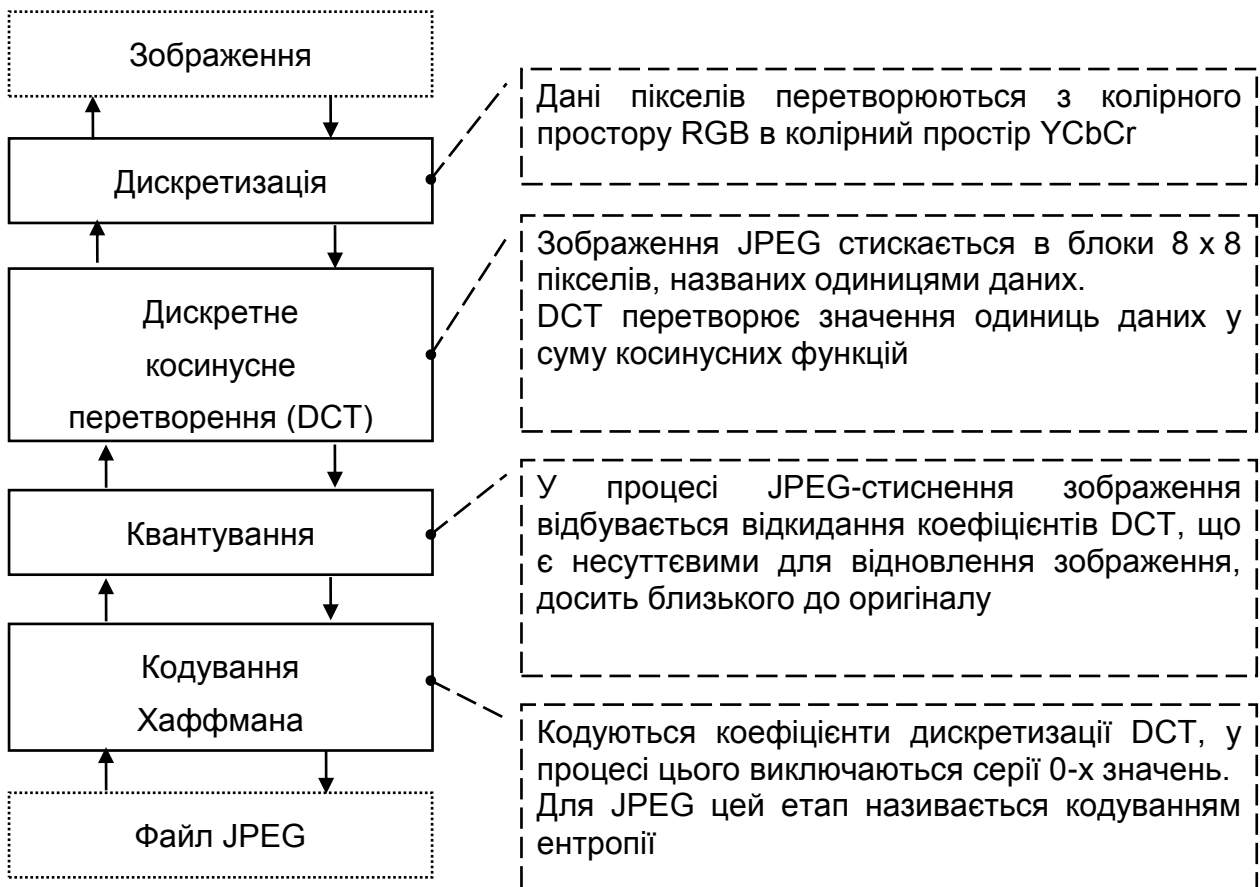 Зображення
Дані пікселів перетворюються з колірного
простору RGB в колірний простір YCbCr
Дискретизація
Зображення JPEG стискається в блоки 8 x 8
пікселів, названих одиницями даних.
DCT перетворює значення одиниць даних у
суму косинусних функцій
Дискретне
косинусне
перетворення (DCT)
У процесі JPEG-стиснення зображення
відбувається відкидання коефіцієнтів DCT, що
є несуттєвими для відновлення зображення,
досить близького до оригіналу
Квантування
Кодування
Хаффмана
Кодуються коефіцієнти дискретизації DCT, у
процесі цього виключаються серії 0-х значень.
Для JPEG цей етап називається кодуванням
ентропії
Файл JPEG